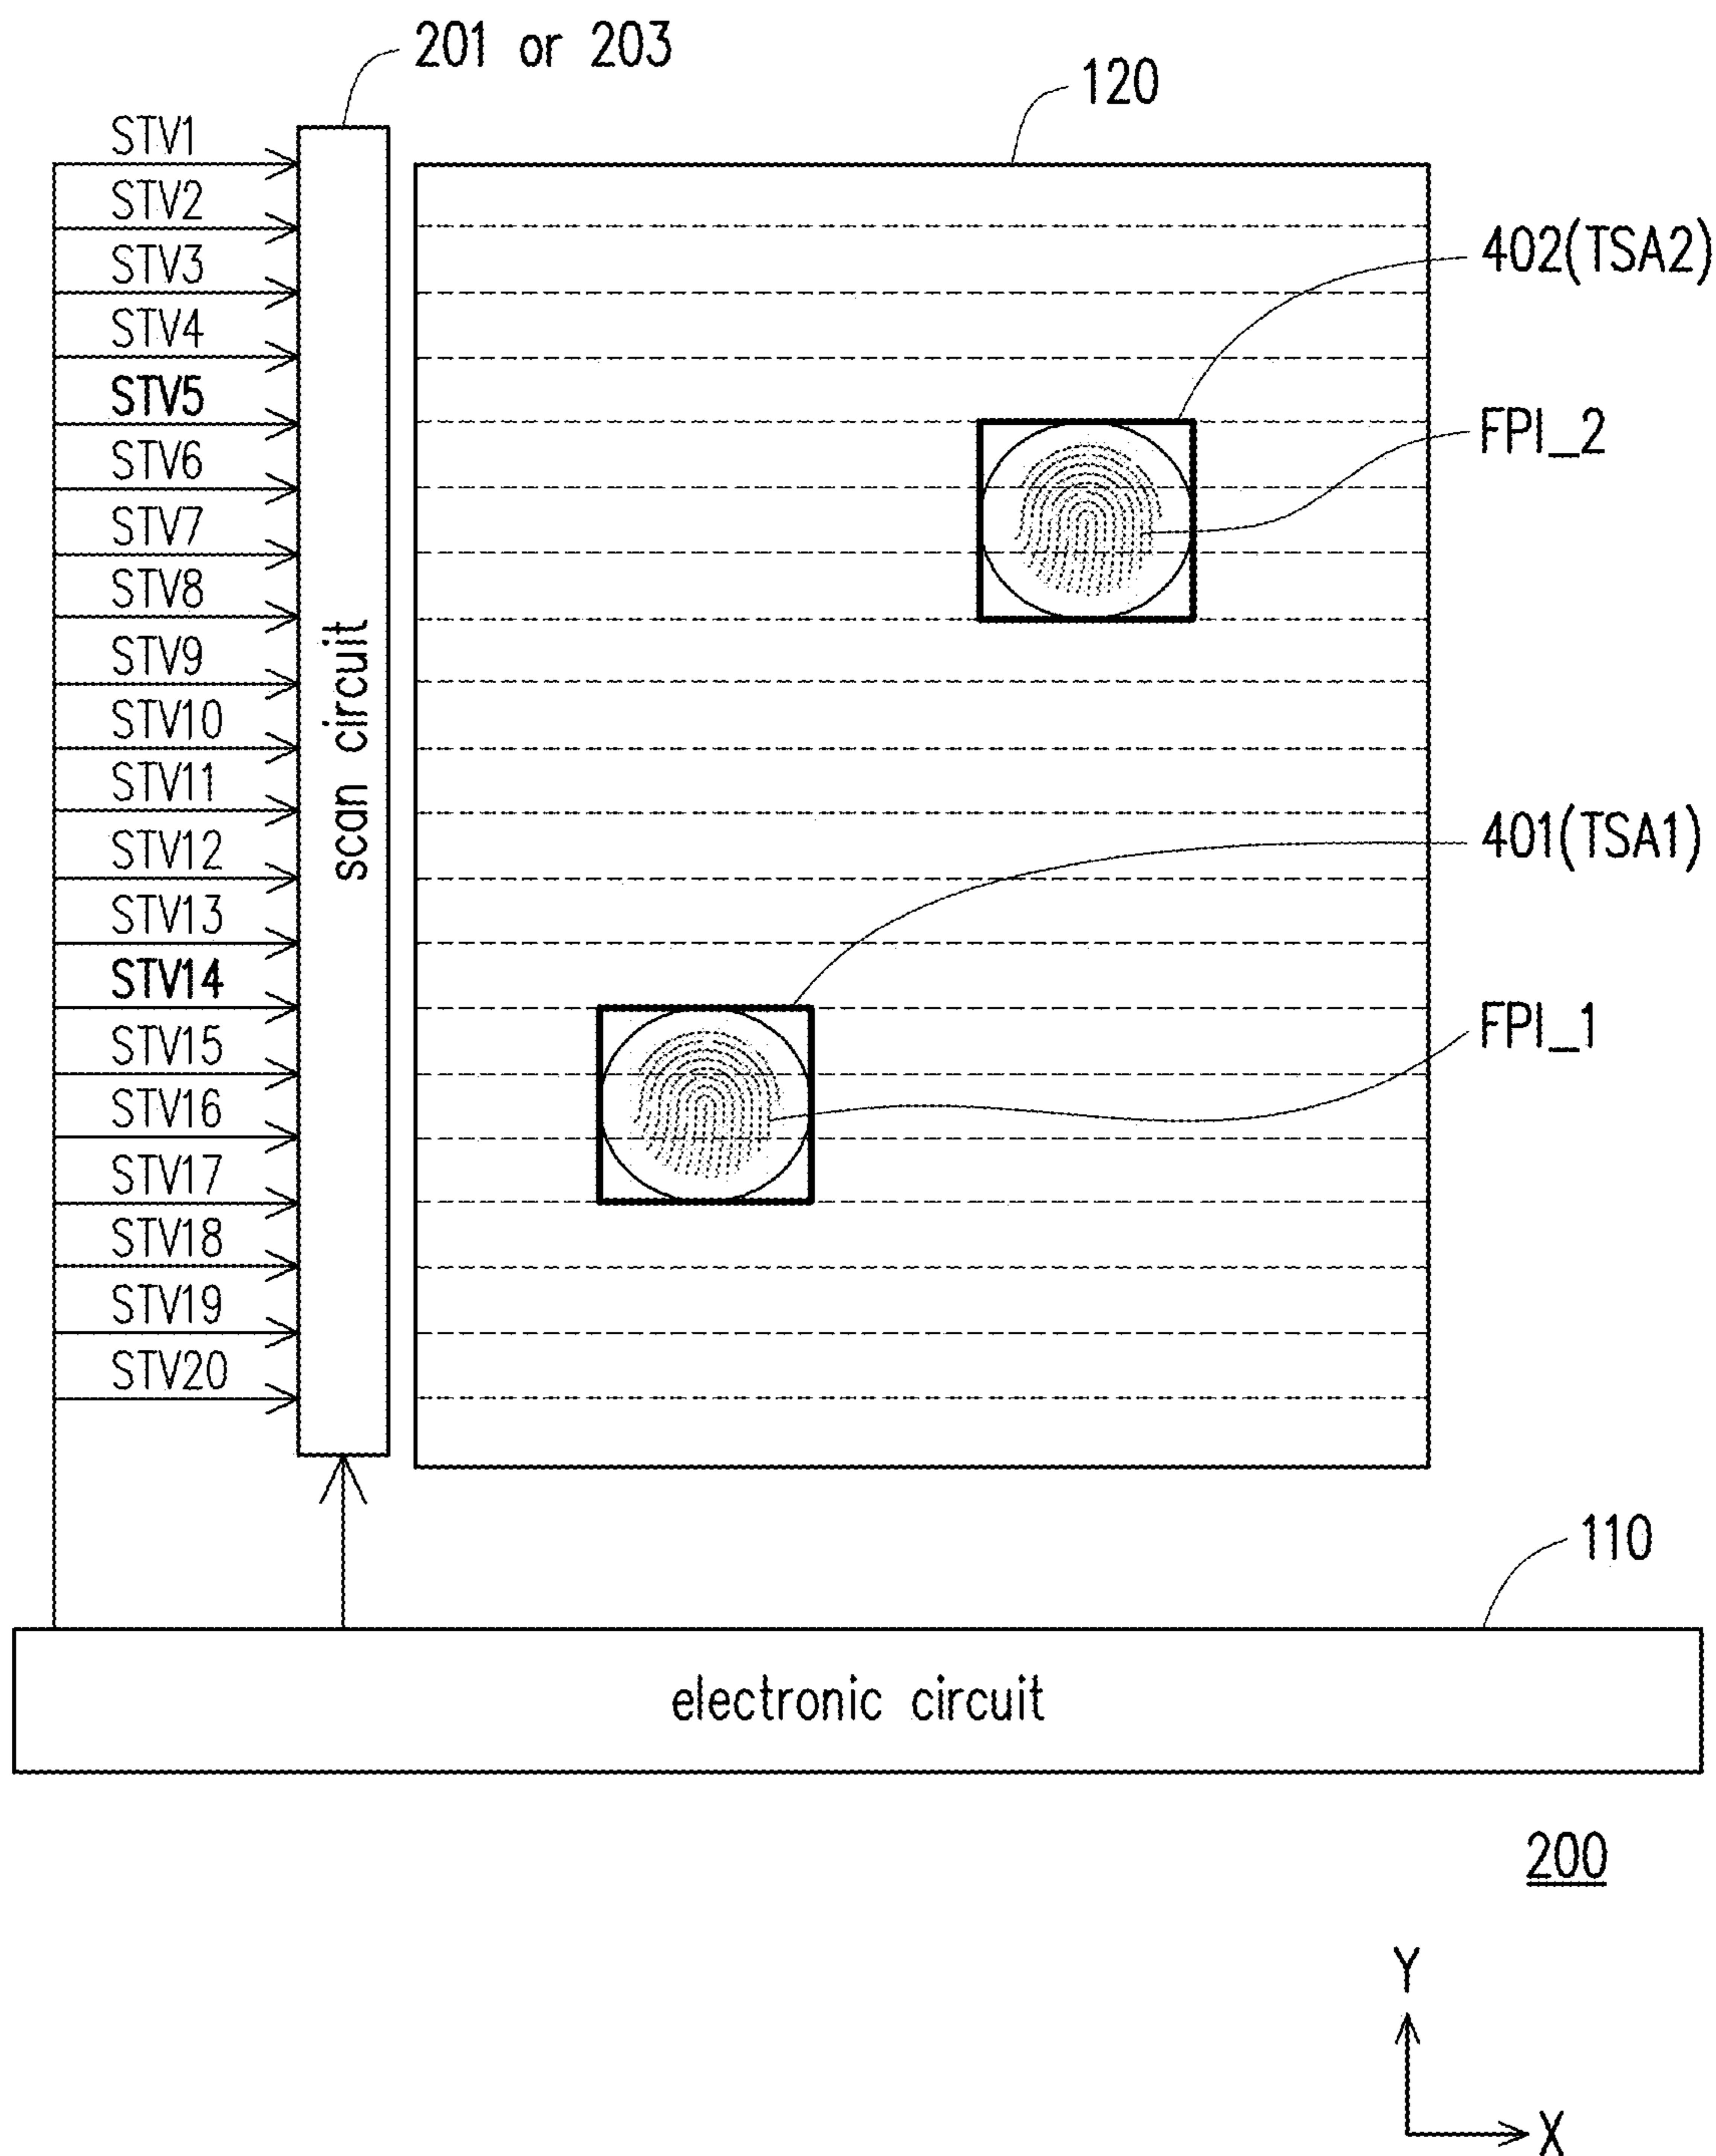 201 or 203
120
STV1
STV2
STV3
STV4
STV5
STV6
STV7
STV8
STV9
STV10
STV11
STV12
STV13
STV14
STV15
STV16
STV17
STV18
STV19
STV20
scan circuit
402(TSA2)
FPI_2
401(TSA1)
FPI_1
110
electronic circuit
200
Y
X